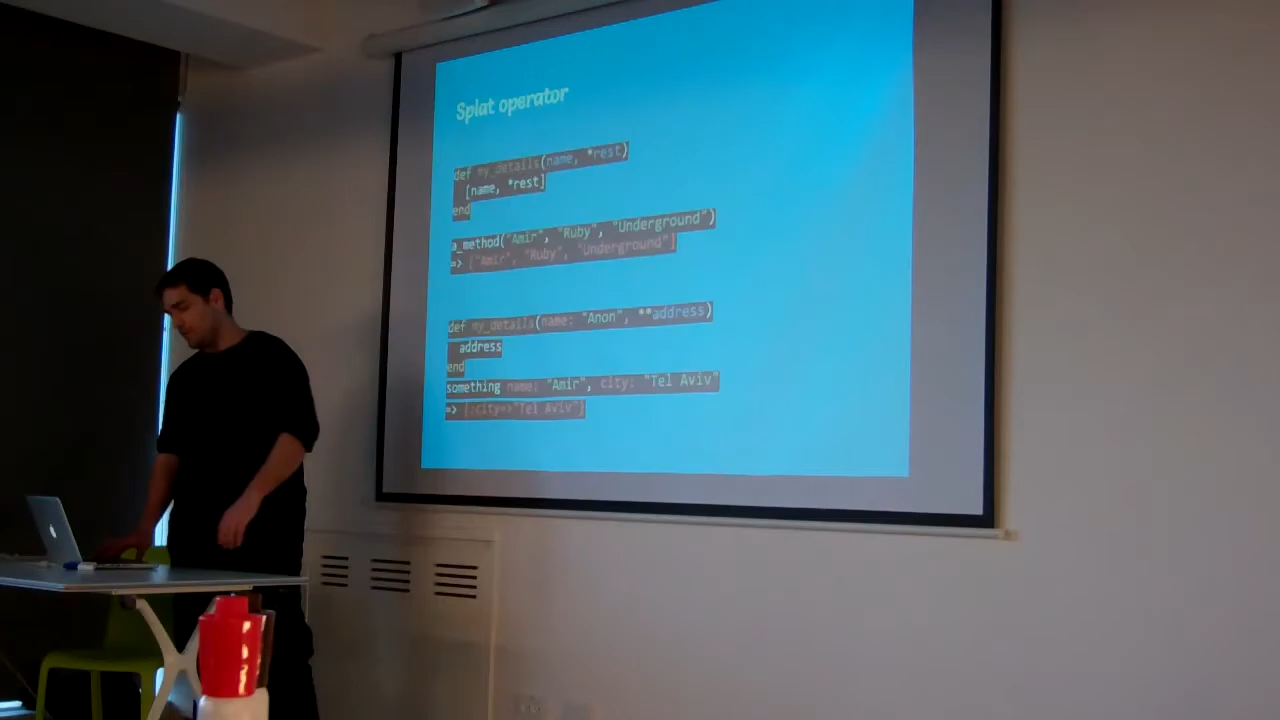 Splat operator
def my_details(name, *rest)
[name, *rest]
end
a_method("Amir", "Ruby", "Underground")
=> ["Amir", "Ruby", "Underground"]
def my_details(name: "Anon", **address)
address
end
something name: "Amir", city: "Tel Aviv"
=> {:city=>"Tel Aviv"}